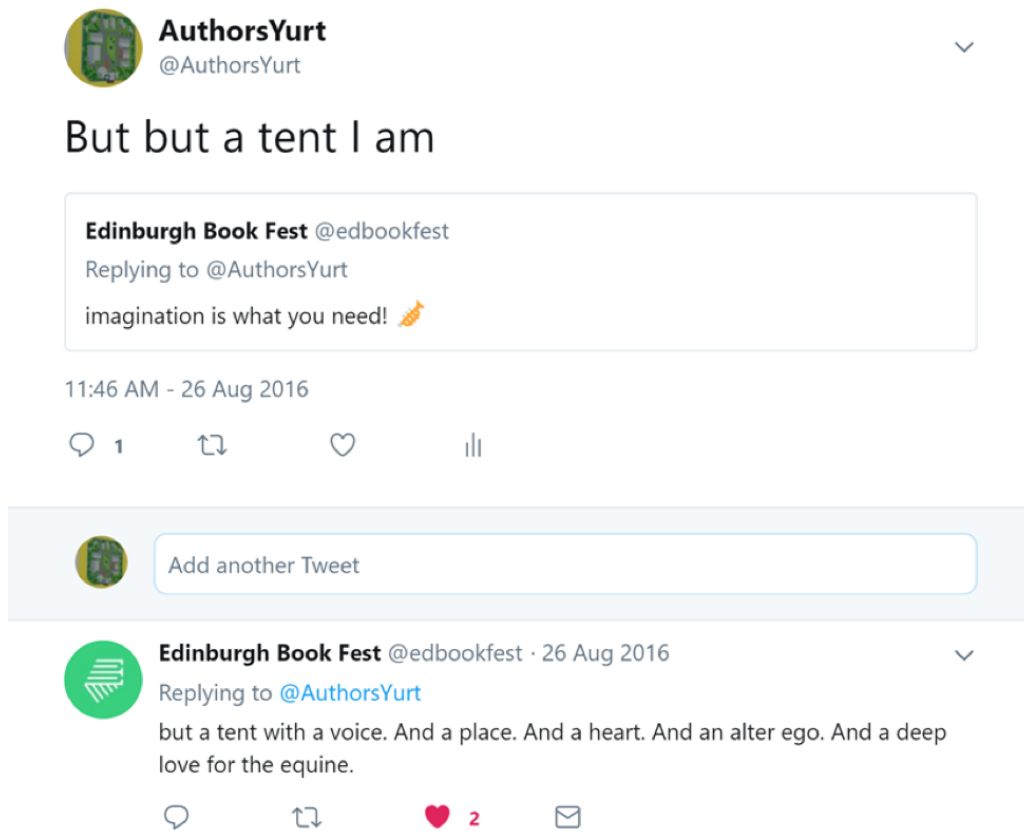 AuthorsYurt
@AuthorsYurt
But but a tent I am
Edinburgh Book Fest @edbookfest
Replying to @AuthorsYurt
imagination is what you need! 🎺
11:46 AM - 26 Aug 2016
1
Add another Tweet
Edinburgh Book Fest @edbookfest · 26 Aug 2016
Replying to @AuthorsYurt
but a tent with a voice. And a place. And a heart. And an alter ego. And a deep
love for the equine.
2